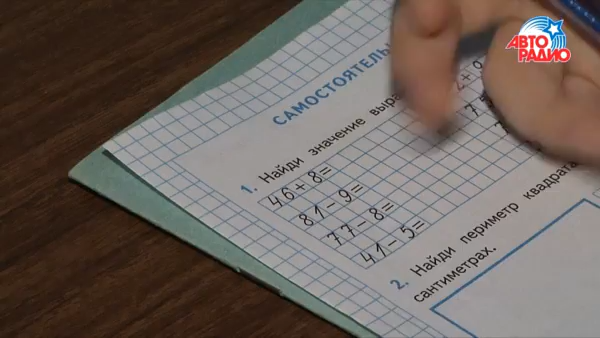 АВТО
РАДИО
САМОСТОЯТЕЛЬ
1. Найди значение выра
46+8=
81-9=
77-8=
41-5=
2. Найди периметр квадрата
сантиметрах.